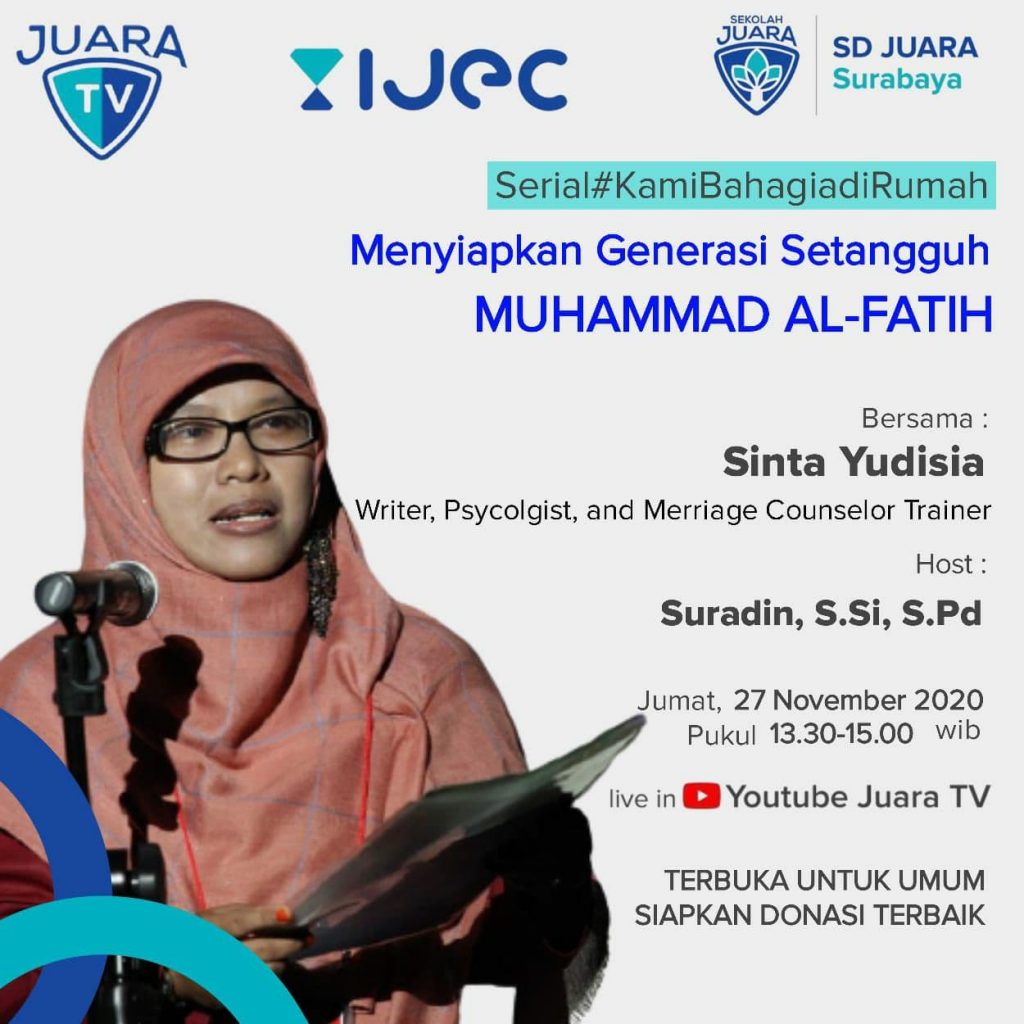 JUARA
TV
IJEC
SEKOLAH
JUARA
SD JUARA
Surabaya
Serial#KamiBahagiadiRumah
Menyiapkan Generasi Setangguh
MUHAMMAD AL-FATIH
Bersama :
Sinta Yudisia
Writer, Psycolgist, and Merriage Counselor Trainer
Host :
Suradin, S.Si, S.Pd
Jumat, 27 November 2020
Pukul 13.30-15.00 wib
live in Youtube Juara TV
TERBUKA UNTUK UMUM
SIAPKAN DONASI TERBAIK